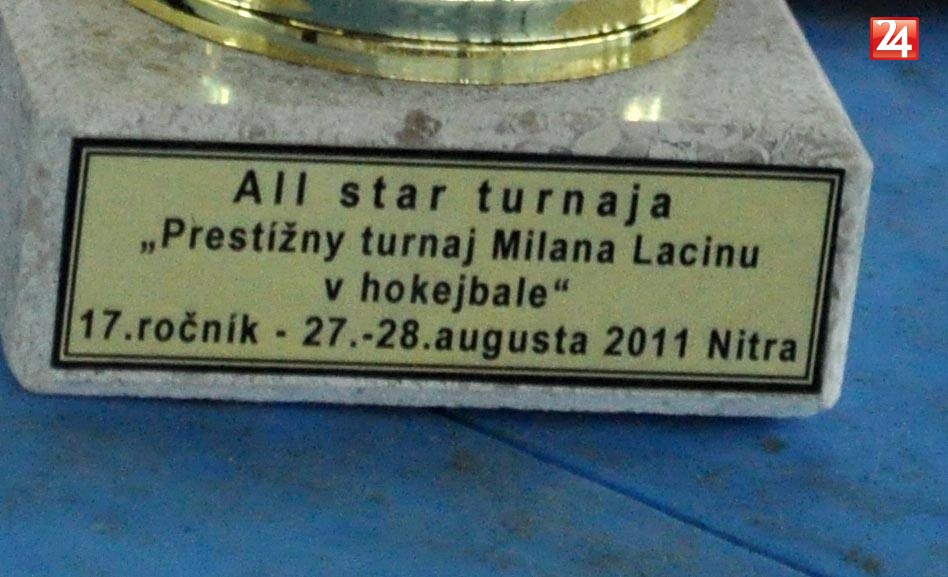 24
All star turnaja
„Prestížny turnaj Milana Lacinu
v hokejbale“
17.ročník - 27.-28.augusta 2011 Nitra